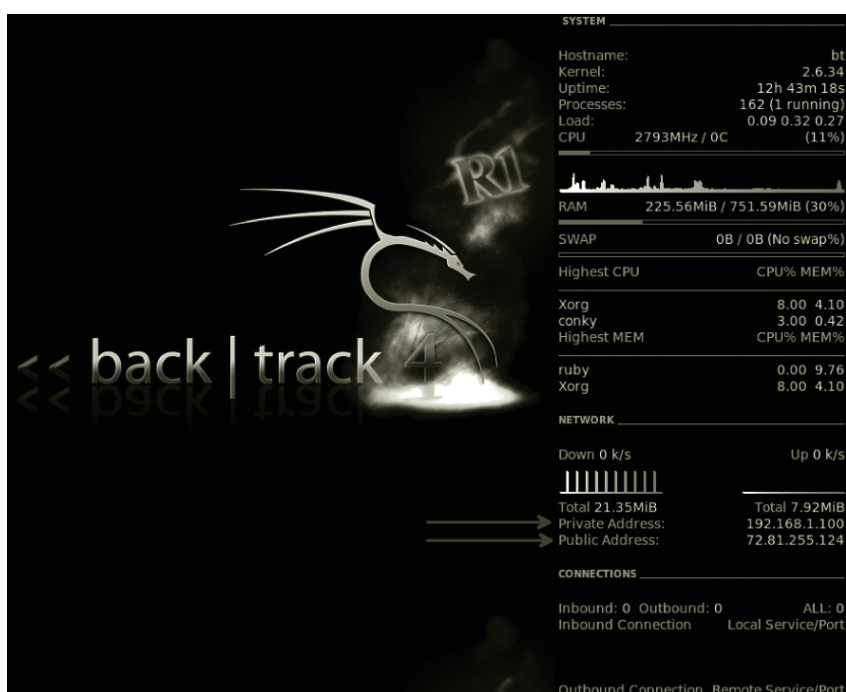 R1
<< back | track 4
SYSTEM
Hostname: bt
Kernel: 2.6.34
Uptime: 12h 43m 18s
Processes: 162 (1 running)
Load: 0.09 0.32 0.27
CPU 2793MHz / 0C (11%)
RAM 225.56MiB / 751.59MiB (30%)
SWAP 0B / 0B (No swap%)
Highest CPU CPU% MEM%
Xorg 8.00 4.10
conky 3.00 0.42
Highest MEM CPU% MEM%
ruby 0.00 9.76
Xorg 8.00 4.10
NETWORK
Down 0 k/s Up 0 k/s
Total 21.35MiB Total 7.92MiB
Private Address: 192.168.1.100
Public Address: 72.81.255.124
CONNECTIONS
Inbound: 0 Outbound: 0 ALL: 0
Inbound Connection Local Service/Port
Outbound Connection Remote Service/Port